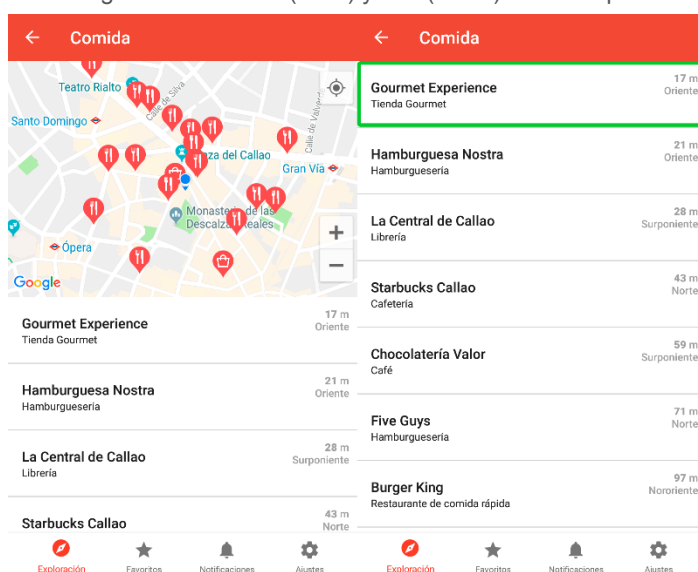 Comida
Teatro Rialto
Calle de Silva
Santo Domingo
za del Callao
Calle de Valverde
Gran Vía
Monasterio de las
Descalzas Reales
Ópera
+
−
Google
Gourmet Experience
17 m
Tienda Gourmet
Oriente
Hamburguesa Nostra
21 m
Hamburguesería
Oriente
La Central de Callao
28 m
Librería
Surponiente
Starbucks Callao
43 m
Norte
Exploración
Favoritos
Notificaciones
Ajustes
Comida
Gourmet Experience
17 m
Tienda Gourmet
Oriente
Hamburguesa Nostra
21 m
Hamburguesería
Oriente
La Central de Callao
28 m
Librería
Surponiente
Starbucks Callao
43 m
Cafetería
Norte
Chocolatería Valor
59 m
Café
Surponiente
Five Guys
71 m
Hamburguesería
Norte
Burger King
97 m
Restaurante de comida rápida
Nororiente
Exploración
Favoritos
Notificaciones
Ajustes